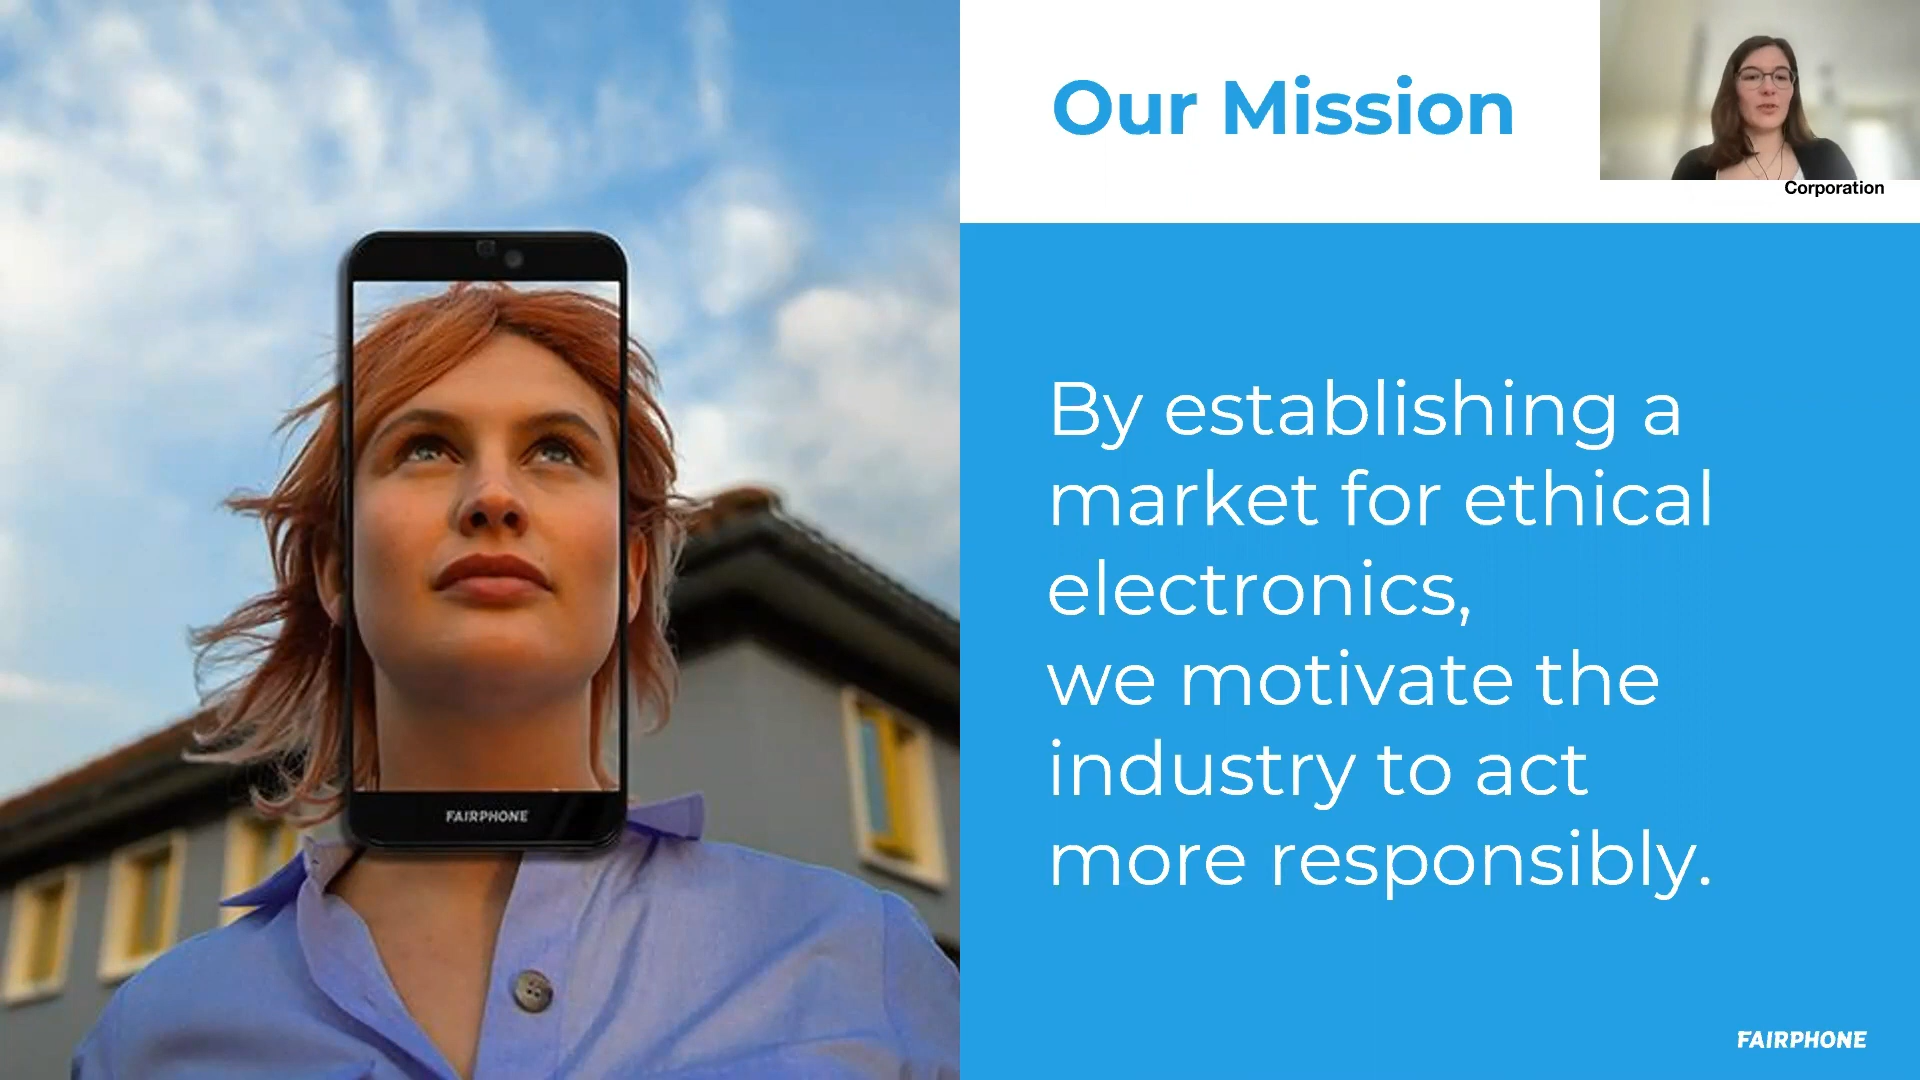 Our Mission
Corporation
By establishing a
market for ethical
electronics,
we motivate the
industry to act
more responsibly.
FAIRPHONE
FAIRPHONE